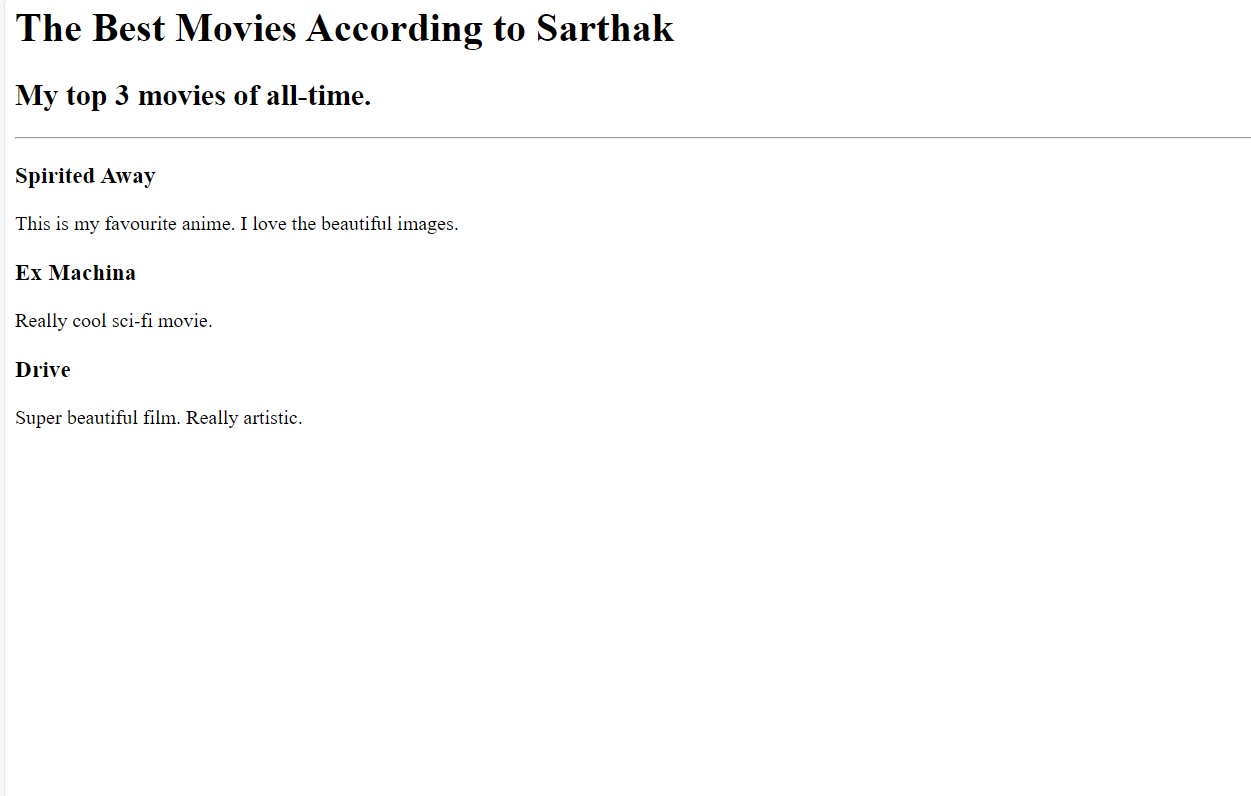 The Best Movies According to Sarthak
My top 3 movies of all-time.
Spirited Away
This is my favourite anime. I love the beautiful images.
Ex Machina
Really cool sci-fi movie.
Drive
Super beautiful film. Really artistic.